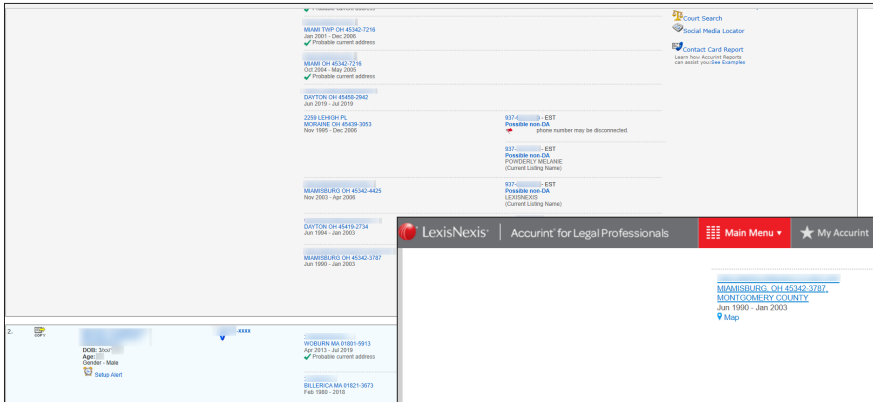 Probable current address
MIAMI TWP OH 45342-7216
Jan 2001 - Dec 2006
Probable current address
MIAMI OH 45342-7216
Oct 2004 - May 2005
Probable current address
DAYTON OH 45458-2942
Jun 2019 - Jul 2019
2259 LEHIGH PL
MORAINE OH 45439-3053
Nov 1995 - Dec 2006
937- - EST
Possible non-DA
phone number may be disconnected.
937- - EST
Possible non-DA
POWDERLY MELANIE
(Current Listing Name)
MIAMISBURG OH 45342-4425
Nov 2003 - Apr 2006
937- - EST
Possible non-DA
LEXISNEXIS
(Current Listing Name)
DAYTON OH 45419-2734
Jun 1994 - Jan 2003
MIAMISBURG OH 45342-3787
Jun 1990 - Jan 2003
Court Search
Social Media Locator
Contact Card Report
Learn how Accurint Reports
can assist you:See Examples
2.
COPY
DOB: 3/xx/
Age:
Gender - Male
Setup Alert
-xxxx
WOBURN MA 01801-5913
Apr 2013 - Jul 2019
Probable current address
BILLERICA MA 01821-3673
Feb 1980 - 2018
LexisNexis® | Accurint® for Legal Professionals
Main Menu
My Accurint
MIAMISBURG, OH 45342-3787,
MONTGOMERY COUNTY
Jun 1990 - Jan 2003
Map